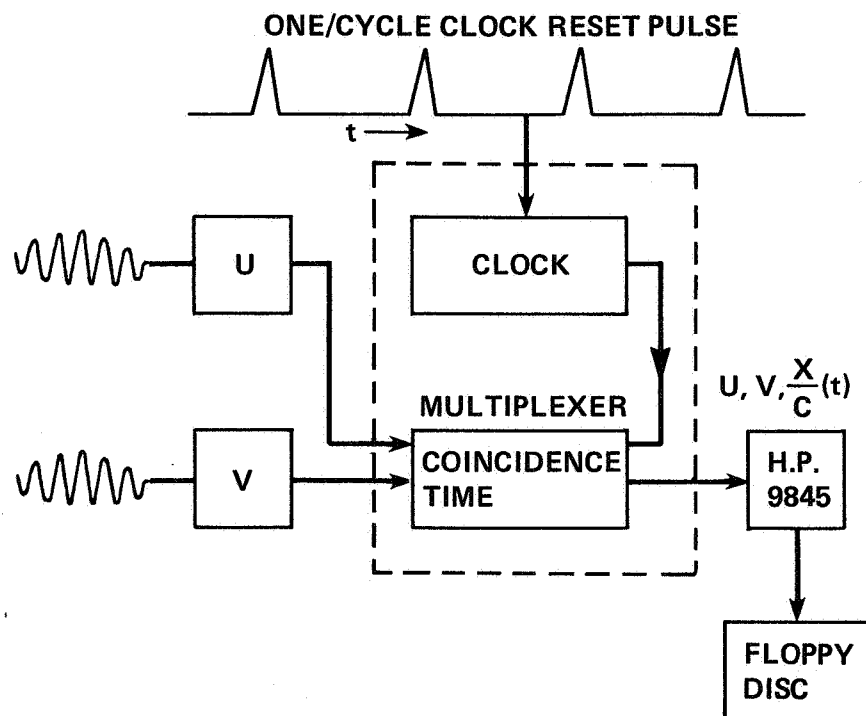 ONE/CYCLE CLOCK RESET PULSE
t
U
CLOCK
U, V, X/C (t)
MULTIPLEXER
V
COINCIDENCE
TIME
H.P.
9845
FLOPPY
DISC